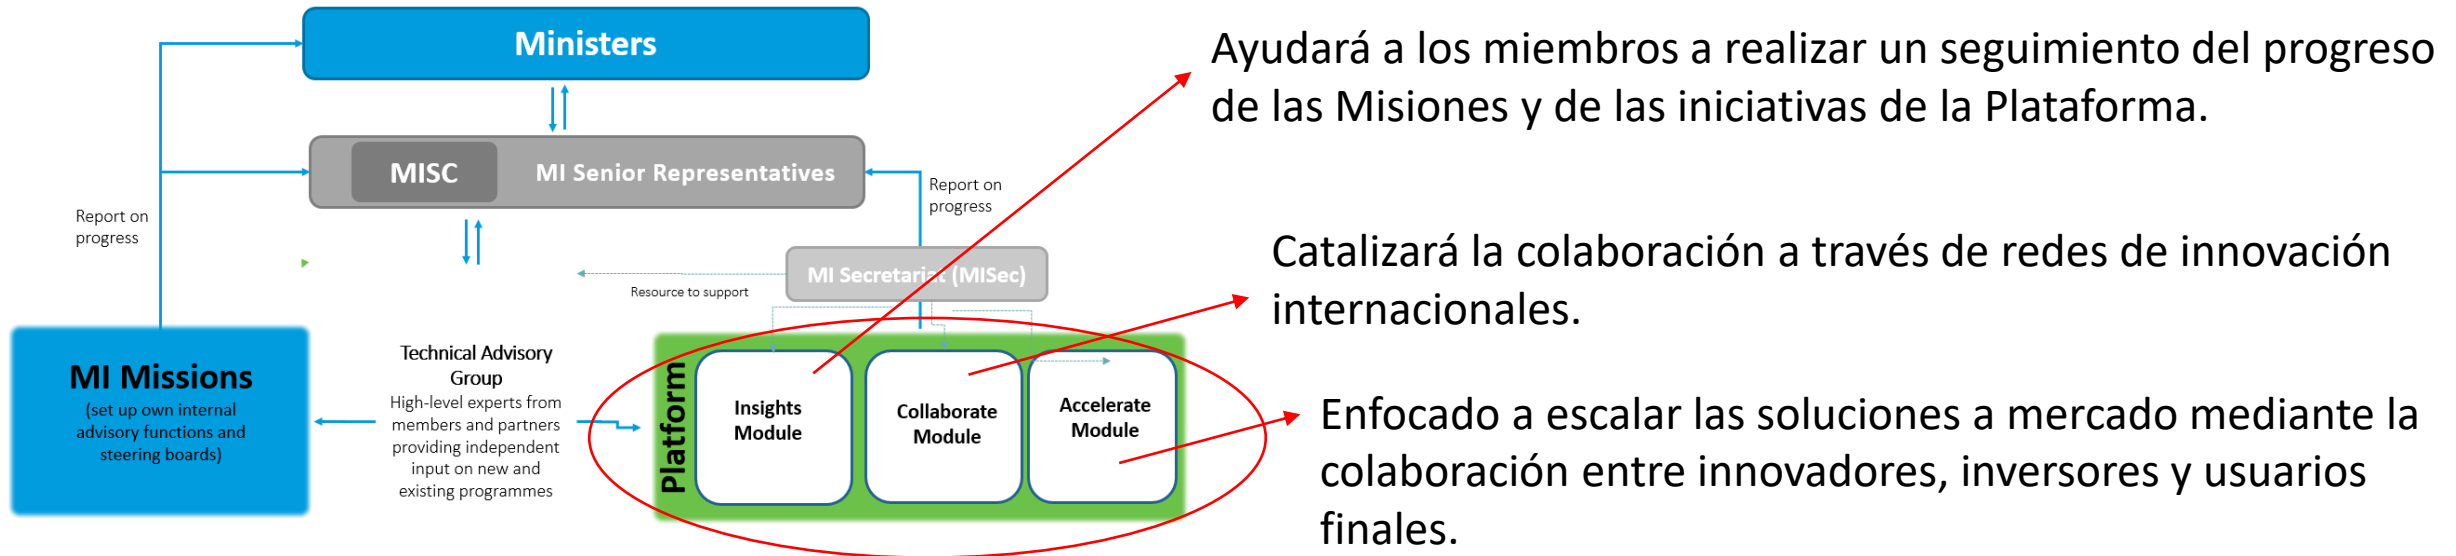 Ministers
MISC
MI Senior Representatives
Report on
progress
Report on
progress
MI Secretariat (MISec)
Resource to support
MI Missions
(set up own internal
advisory functions and
steering boards)
Technical Advisory
Group
High-level experts from
members and partners
providing independent
input on new and
existing programmes
Platform
Insights
Module
Collaborate
Module
Accelerate
Module
Ayudará a los miembros a realizar un seguimiento del progreso
de las Misiones y de las iniciativas de la Plataforma.
Catalizará la colaboración a través de redes de innovación
internacionales.
Enfocado a escalar las soluciones a mercado mediante la
colaboración entre innovadores, inversores y usuarios
finales.